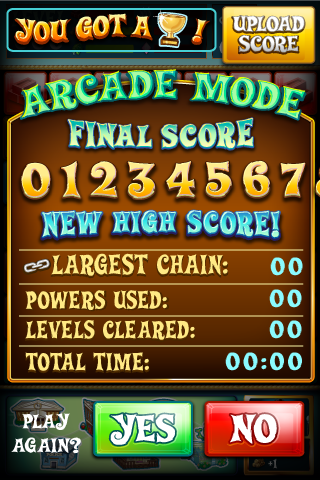 YOU GOT A !
UPLOAD
SCORE
ARCADE MODE
FINAL SCORE
01234567
NEW HIGH SCORE!
LARGEST CHAIN: 00
POWERS USED: 00
LEVELS CLEARED: 00
TOTAL TIME: 00:00
PLAY
AGAIN?
YES
NO